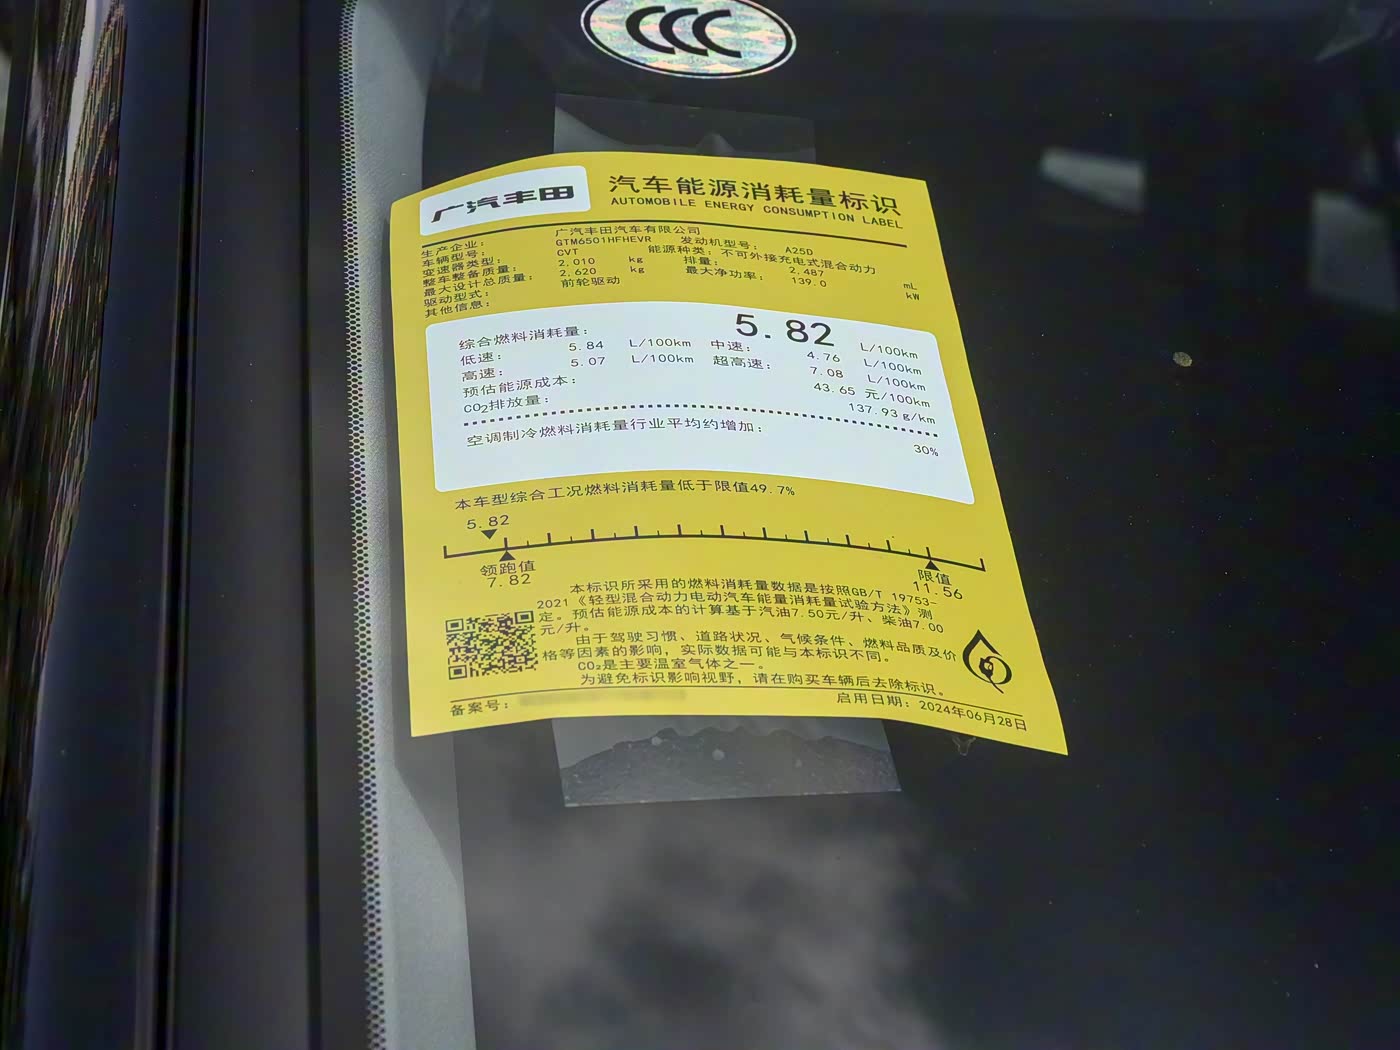 CCC
广汽丰田
汽车能源消耗量标识
AUTOMOBILE ENERGY CONSUMPTION LABEL
生产企业: 广汽丰田汽车有限公司
车辆型号: GTM6501HFHEVR 发动机型号: A25D
变速器类型: CVT 能源种类: 不可外接充电式混合动力
整车整备质量: 2,010 kg 排量: 2,487 mL
最大设计总质量: 2,620 kg 最大净功率: 139.0 kW
驱动型式: 前轮驱动
其他信息:
综合燃料消耗量: 5.82 L/100km
低速: 5.84 L/100km 中速: 4.76 L/100km
高速: 5.07 L/100km 超高速: 7.08 L/100km
预估能源成本: 43.65 元/100km
CO₂排放量: 137.93 g/km
空调制冷燃料消耗量行业平均约增加: 30%
本车型综合工况燃料消耗量低于限值49.7%
5.82
领跑值 限值
7.82 11.56
本标识所采用的燃料消耗量数据是按照GB/T 19753-
2021《轻型混合动力电动汽车能量消耗量试验方法》测
定。预估能源成本的计算基于汽油7.50元/升、柴油7.00
元/升。
由于驾驶习惯、道路状况、气候条件、燃料品质及价
格等因素的影响，实际数据可能与本标识不同。
CO₂是主要温室气体之一。
为避免标识影响视野，请在购买车辆后去除标识。
备案号: 启用日期: 2024年06月28日